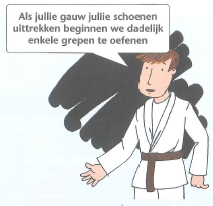 Als jullie gauw jullie schoenen
uittrekken beginnen we dadelijk
enkele grepen te oefenen